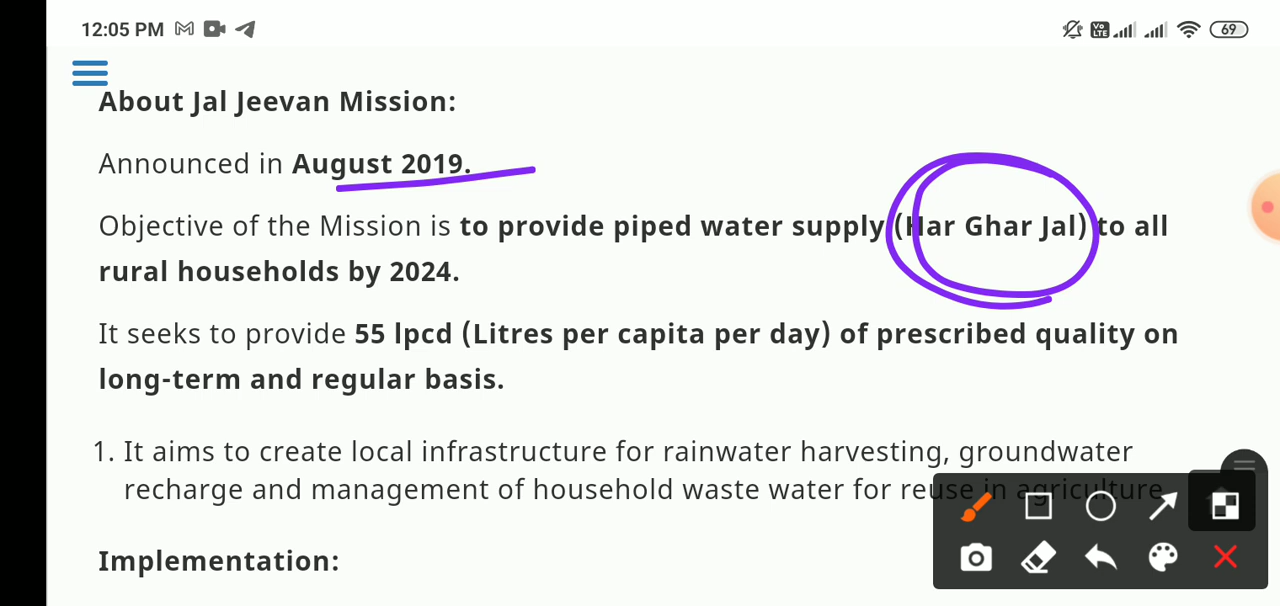 12:05 PM
Vo
LTE
69
About Jal Jeevan Mission:
Announced in August 2019.
Objective of the Mission is to provide piped water supply (Har Ghar Jal) to all
rural households by 2024.
It seeks to provide 55 lpcd (Litres per capita per day) of prescribed quality on
long-term and regular basis.
1. It aims to create local infrastructure for rainwater harvesting, groundwater
recharge and management of household waste water for reuse in agriculture
Implementation: